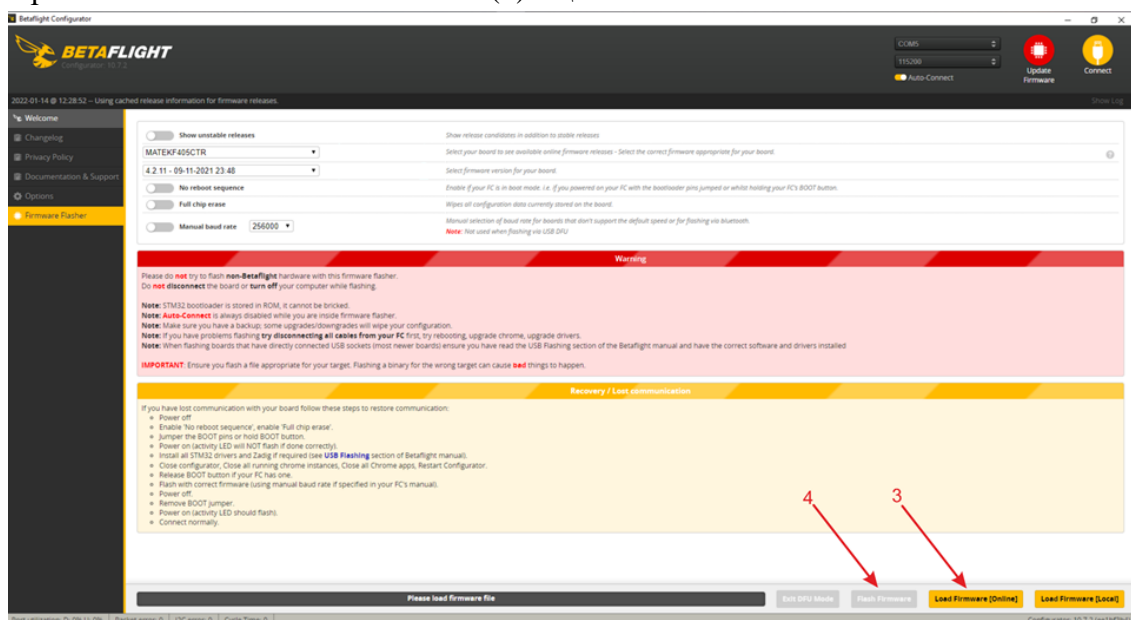 Betaflight Configurator
BETAFLIGHT
Configurator 10.7.2
COM5
115200
Auto-Connect
Update
Firmware
Connect
2022-01-14 @ 12:28:52 -- Using cached release information for firmware releases.
Show Log
Welcome
Changelog
Privacy Policy
Documentation & Support
Options
Firmware Flasher
Show unstable releases
Show release candidates in addition to stable releases
MATEKF405CTR
Select your board to see available online firmware releases - Select the correct firmware appropriate for your board.
4.2.11 - 09-11-2021 23:48
Select firmware version for your board.
No reboot sequence
Enable if your FC is in boot mode. i.e. if you powered on your FC with the bootloader pins jumped or whilst holding your FC's BOOT button.
Full chip erase
Wipes all configuration data currently stored on the board.
Manual baud rate 256000
Manual selection of baud rate for boards that don't support the default speed or for flashing via bluetooth.
Note: Not used when flashing via USB DFU
Warning
Please do not try to flash non-Betaflight hardware with this firmware flasher.
Do not disconnect the board or turn off your computer while flashing.
Note: STM32 bootloader is stored in ROM, it cannot be bricked.
Note: Auto-Connect is always disabled while you are inside firmware flasher.
Note: Make sure you have a backup; some upgrades/downgrades will wipe your configuration.
Note: If you have problems flashing try disconnecting all cables from your FC first, try rebooting, upgrade chrome, upgrade drivers.
Note: When flashing boards that have directly connected USB sockets (most newer boards) ensure you have read the USB Flashing section of the Betaflight manual and have the correct software and drivers installed
IMPORTANT: Ensure you flash a file appropriate for your target. Flashing a binary for the wrong target can cause bad things to happen.
Recovery / Lost communication
If you have lost communication with your board follow these steps to restore communication:
Power off
Enable 'No reboot sequence', enable 'Full chip erase'.
Jumper the BOOT pins or hold BOOT button.
Power on (activity LED will NOT flash if done correctly).
Install all STM32 drivers and Zadig if required (see USB Flashing section of Betaflight manual).
Close configurator, Close all running chrome instances, Close all Chrome apps, Restart Configurator.
Release BOOT button if your FC has one.
Flash with correct firmware (using manual baud rate if specified in your FC's manual).
Power off.
Remove BOOT jumper.
Power on (activity LED should flash).
Connect normally.
4
3
Please load firmware file
Exit DFU Mode
Flash Firmware
Load Firmware [Online]
Load Firmware [Local]